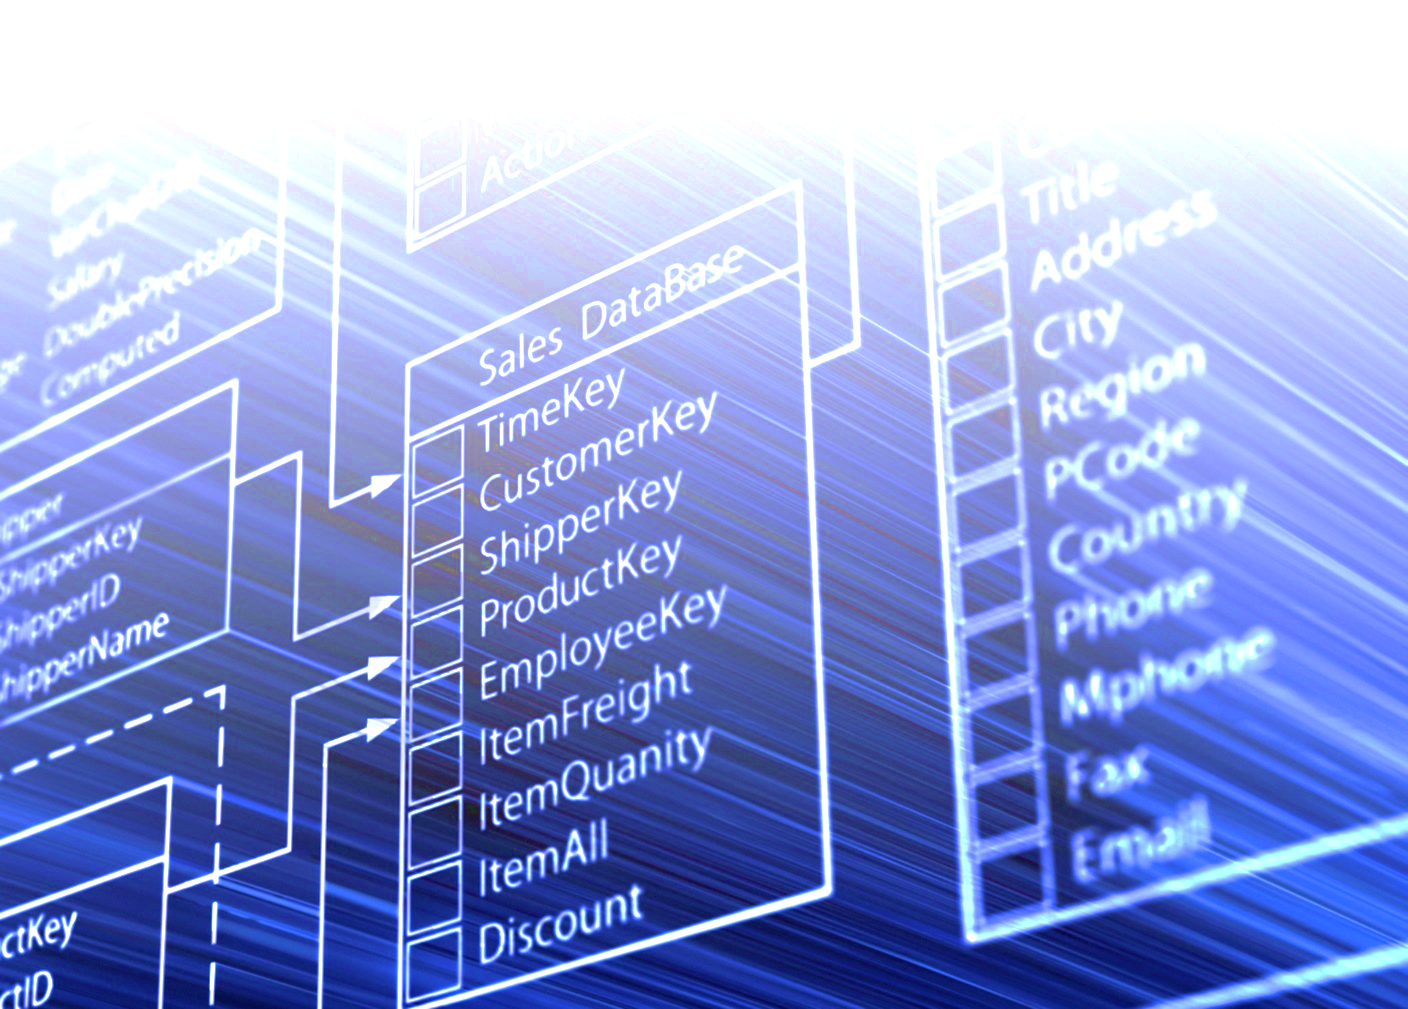 Action
Salary
DoublePrecision
Computed
ShipperKey
ShipperID
ShipperName
Sales DataBase
TimeKey
CustomerKey
ShipperKey
ProductKey
EmployeeKey
ItemFreight
ItemQuanity
ItemAll
Discount
Title
Address
City
Region
PCode
Country
Phone
Mphone
Fax
Email